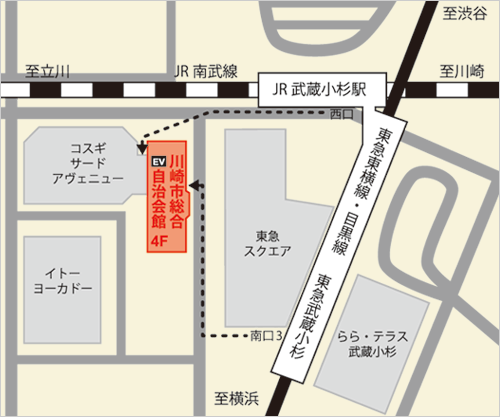 至渋谷
至立川
JR 南武線
JR 武蔵小杉駅
至川崎
西口
コスギ
サード
アヴェニュー
EV
川崎市総合
自治会館
4F
東急東横線・目黒線
東急武蔵小杉
東急
スクエア
イトー
ヨーカドー
南口3
らら・テラス
武蔵小杉
至横浜